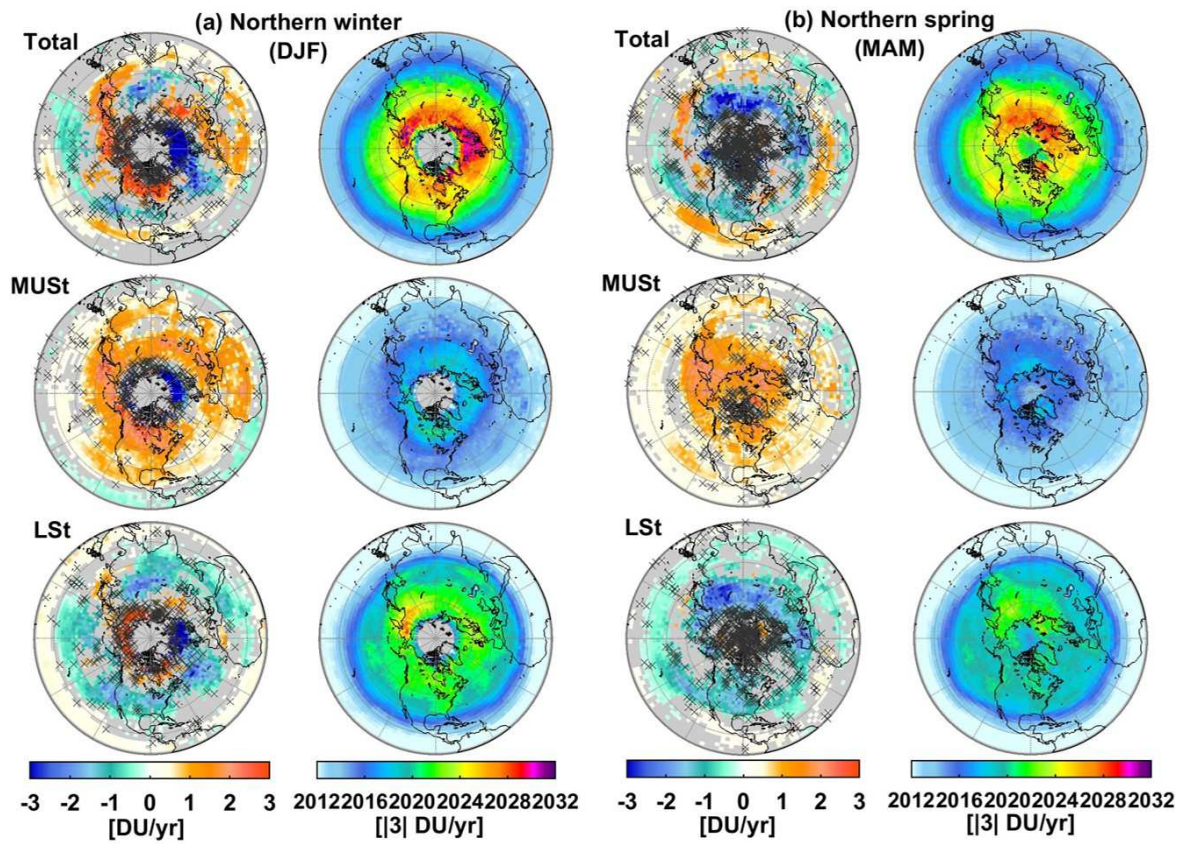 (a) Northern winter
(DJF)
(b) Northern spring
(MAM)
Total
Total
MUSt
MUSt
LSt
LSt
-3 -2 -1 0 1 2 3
[DU/yr]
2012 2016 2020 2024 2028 2032
[|3| DU/yr]
-3 -2 -1 0 1 2 3
[DU/yr]
2012 2016 2020 2024 2028 2032
[|3| DU/yr]